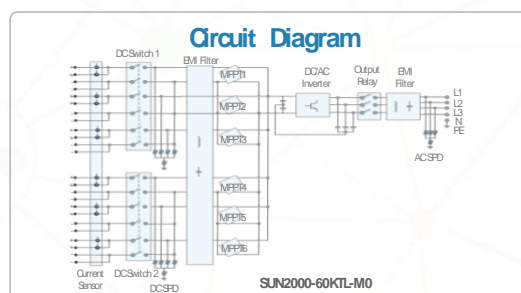 Circuit Diagram
DC Switch 1
EMI Filter
MPPT1
MPPT2
MPPT3
MPPT4
MPPT5
MPPT6
DC/AC
Inverter
Output
Relay
EMI
Filter
L1
L2
L3
N
PE
AC SPD
Current
Sensor
DC Switch 2
DC SPD
SUN2000-60KTL-M0